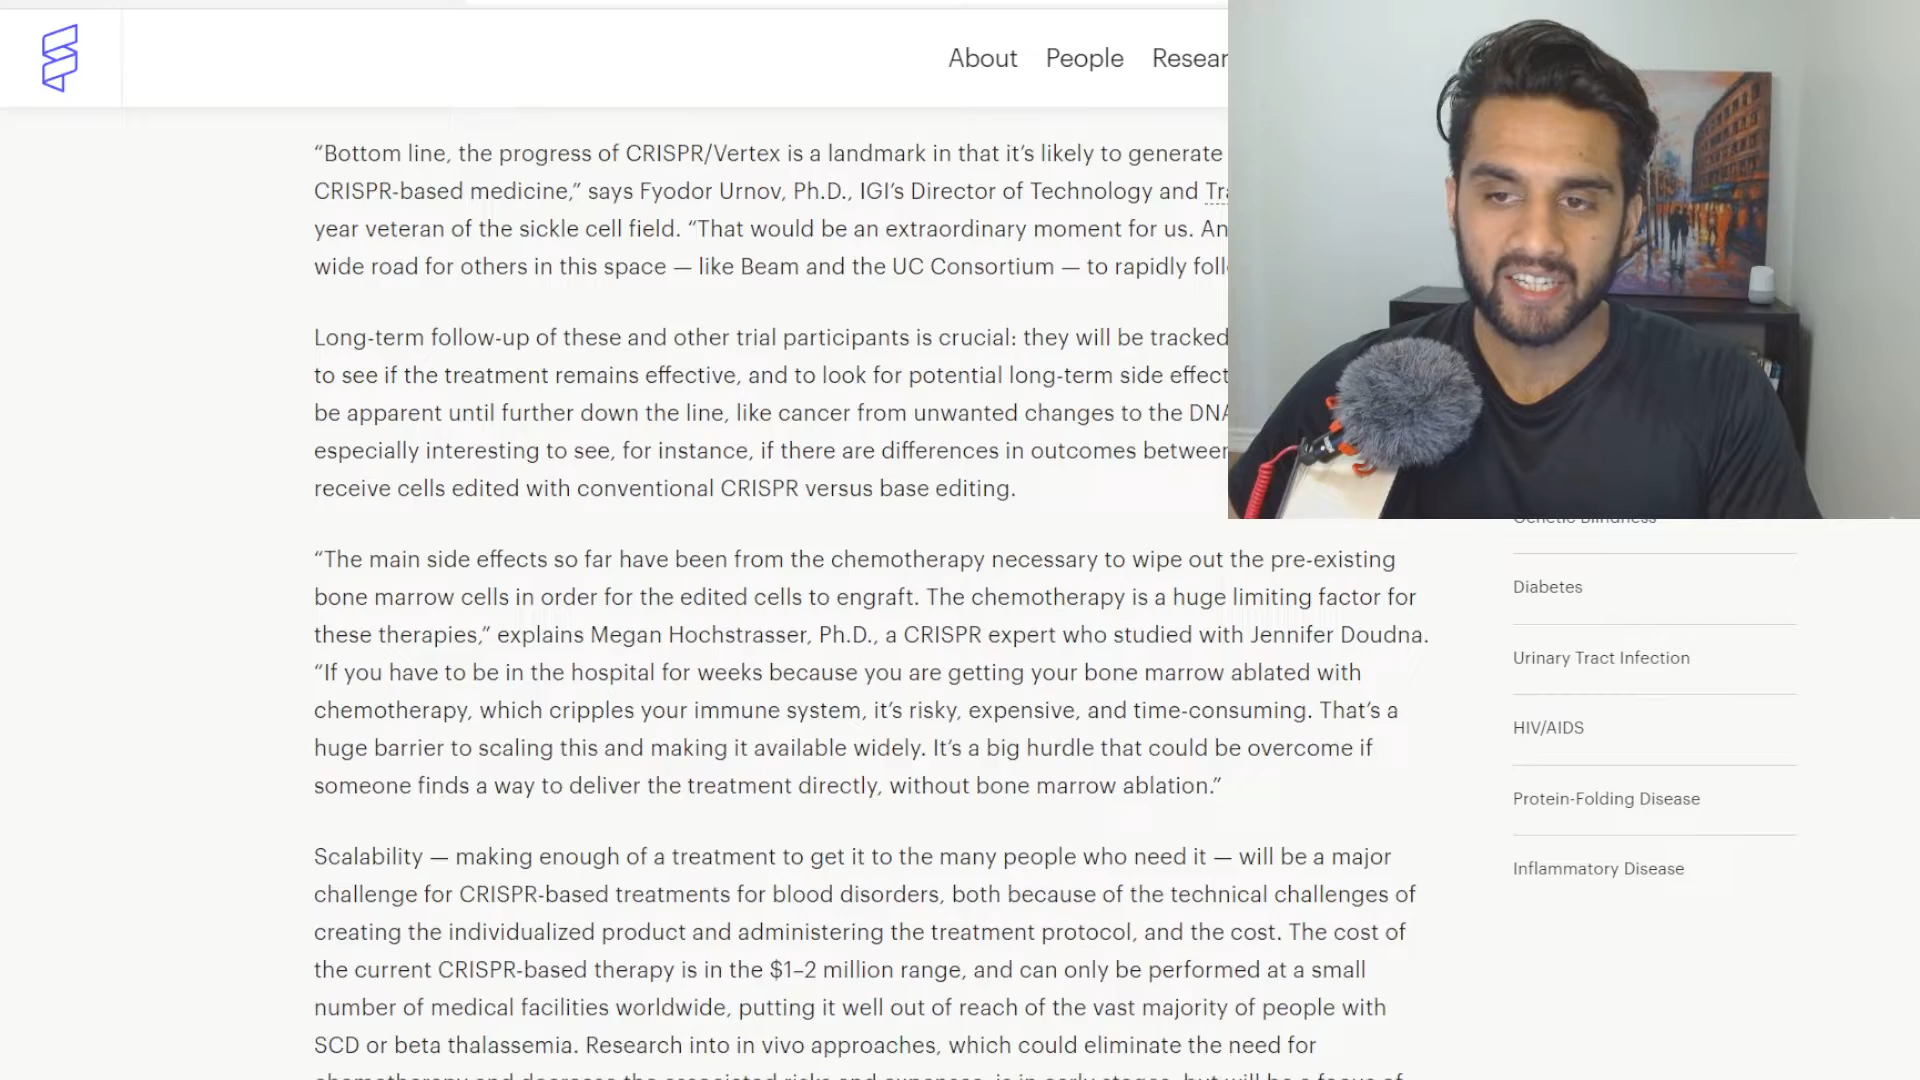 About People Resear
“Bottom line, the progress of CRISPR/Vertex is a landmark in that it’s likely to generate
CRISPR-based medicine,” says Fyodor Urnov, Ph.D., IGI’s Director of Technology and Tra
year veteran of the sickle cell field. “That would be an extraordinary moment for us. An
wide road for others in this space — like Beam and the UC Consortium — to rapidly foll
Long-term follow-up of these and other trial participants is crucial: they will be tracked
to see if the treatment remains effective, and to look for potential long-term side effect
be apparent until further down the line, like cancer from unwanted changes to the DNA
especially interesting to see, for instance, if there are differences in outcomes between
receive cells edited with conventional CRISPR versus base editing.
“The main side effects so far have been from the chemotherapy necessary to wipe out the pre-existing
bone marrow cells in order for the edited cells to engraft. The chemotherapy is a huge limiting factor for
these therapies,” explains Megan Hochstrasser, Ph.D., a CRISPR expert who studied with Jennifer Doudna.
“If you have to be in the hospital for weeks because you are getting your bone marrow ablated with
chemotherapy, which cripples your immune system, it’s risky, expensive, and time-consuming. That’s a
huge barrier to scaling this and making it available widely. It’s a big hurdle that could be overcome if
someone finds a way to deliver the treatment directly, without bone marrow ablation.”
Scalability — making enough of a treatment to get it to the many people who need it — will be a major
challenge for CRISPR-based treatments for blood disorders, both because of the technical challenges of
creating the individualized product and administering the treatment protocol, and the cost. The cost of
the current CRISPR-based therapy is in the $1–2 million range, and can only be performed at a small
number of medical facilities worldwide, putting it well out of reach of the vast majority of people with
SCD or beta thalassemia. Research into in vivo approaches, which could eliminate the need for
Genetic Blindness
Diabetes
Urinary Tract Infection
HIV/AIDS
Protein-Folding Disease
Inflammatory Disease